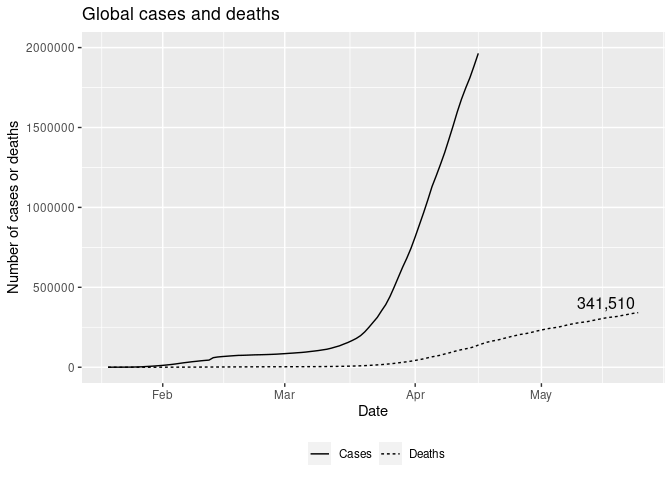 Global cases and deaths
2000000
1500000
1000000
500000
0
Number of cases or deaths
341,510
Feb Mar Apr May
Date
Cases Deaths